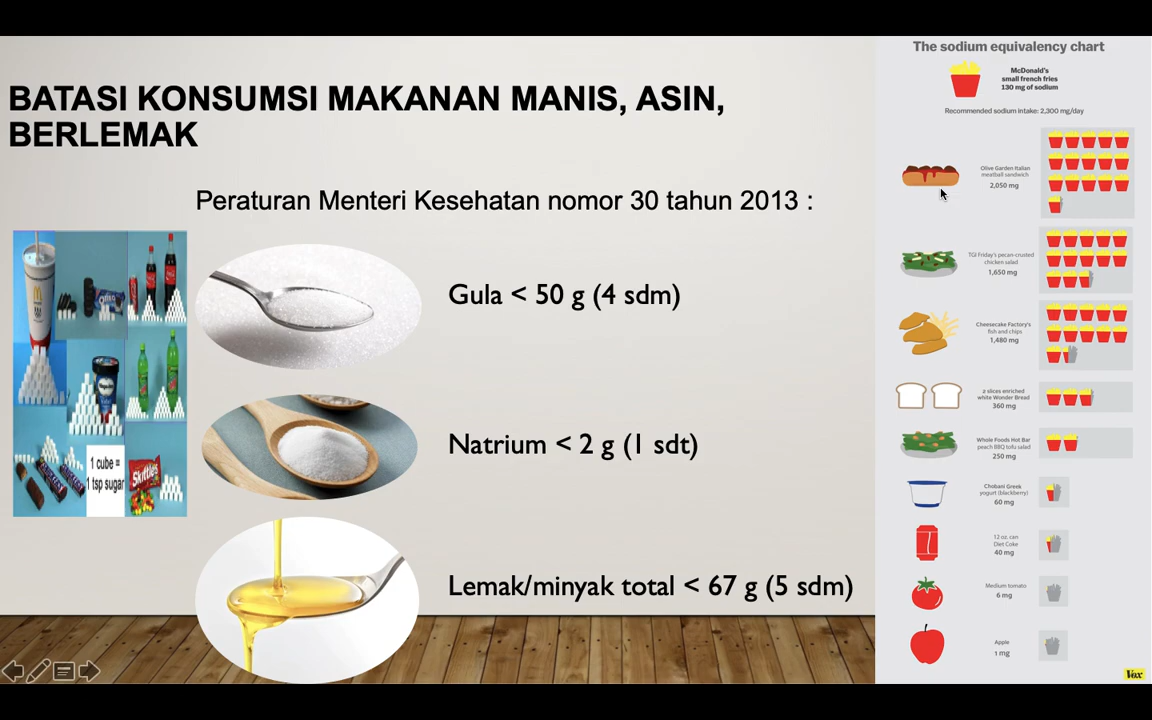 BATASI KONSUMSI MAKANAN MANIS, ASIN,
BERLEMAK
Peraturan Menteri Kesehatan nomor 30 tahun 2013 :
Gula < 50 g (4 sdm)
Natrium < 2 g (1 sdt)
Lemak/minyak total < 67 g (5 sdm)
1 cube =
1 tsp sugar
Skittles
The sodium equivalency chart
McDonald's
small french fries
130 mg of sodium
Recommended sodium intake: 2,300 mg/day
Olive Garden Italian
meatball sandwich
2,050 mg
TGI Friday's pecan-crusted
chicken salad
1,650 mg
Cheesecake Factory's
fish and chips
1,480 mg
2 slices enriched
white Wonder Bread
360 mg
Whole Foods Hot Bar
peach BBQ tofu salad
250 mg
Chobani Greek
yogurt (blackberry)
60 mg
12 oz. can
Diet Coke
40 mg
Medium tomato
6 mg
Apple
1 mg
Vox